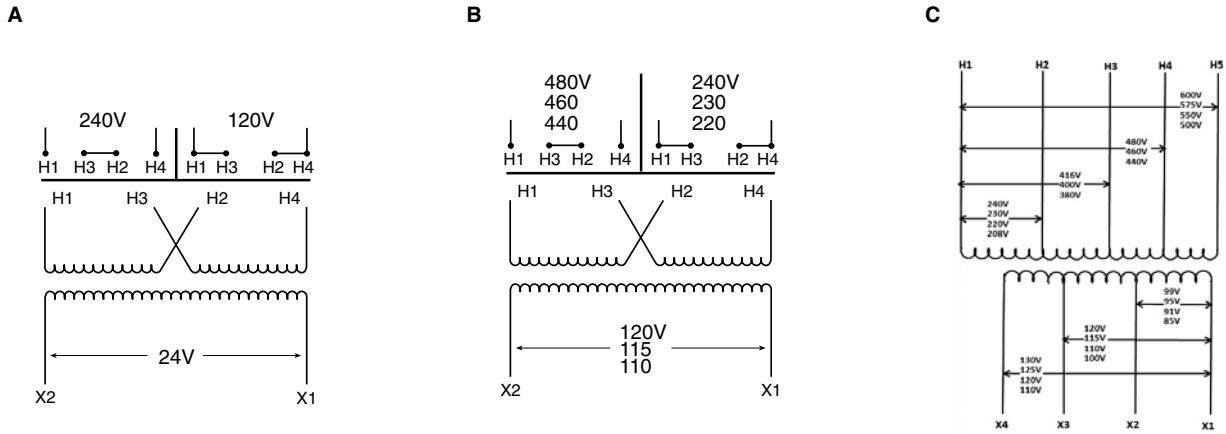 A
240V 120V
H1 H3 H2 H4 H1 H3 H2 H4
H1 H3 H2 H4
24V
X2 X1
B
480V 240V
460 230
440 220
H1 H3 H2 H4 H1 H3 H2 H4
H1 H3 H2 H4
120V
115
110
X2 X1
C
H1 H2 H3 H4 H5
600V
575V
550V
500V
480V
460V
440V
416V
400V
380V
240V
230V
220V
208V
99V
95V
91V
85V
120V
115V
110V
100V
130V
125V
120V
110V
X4 X3 X2 X1